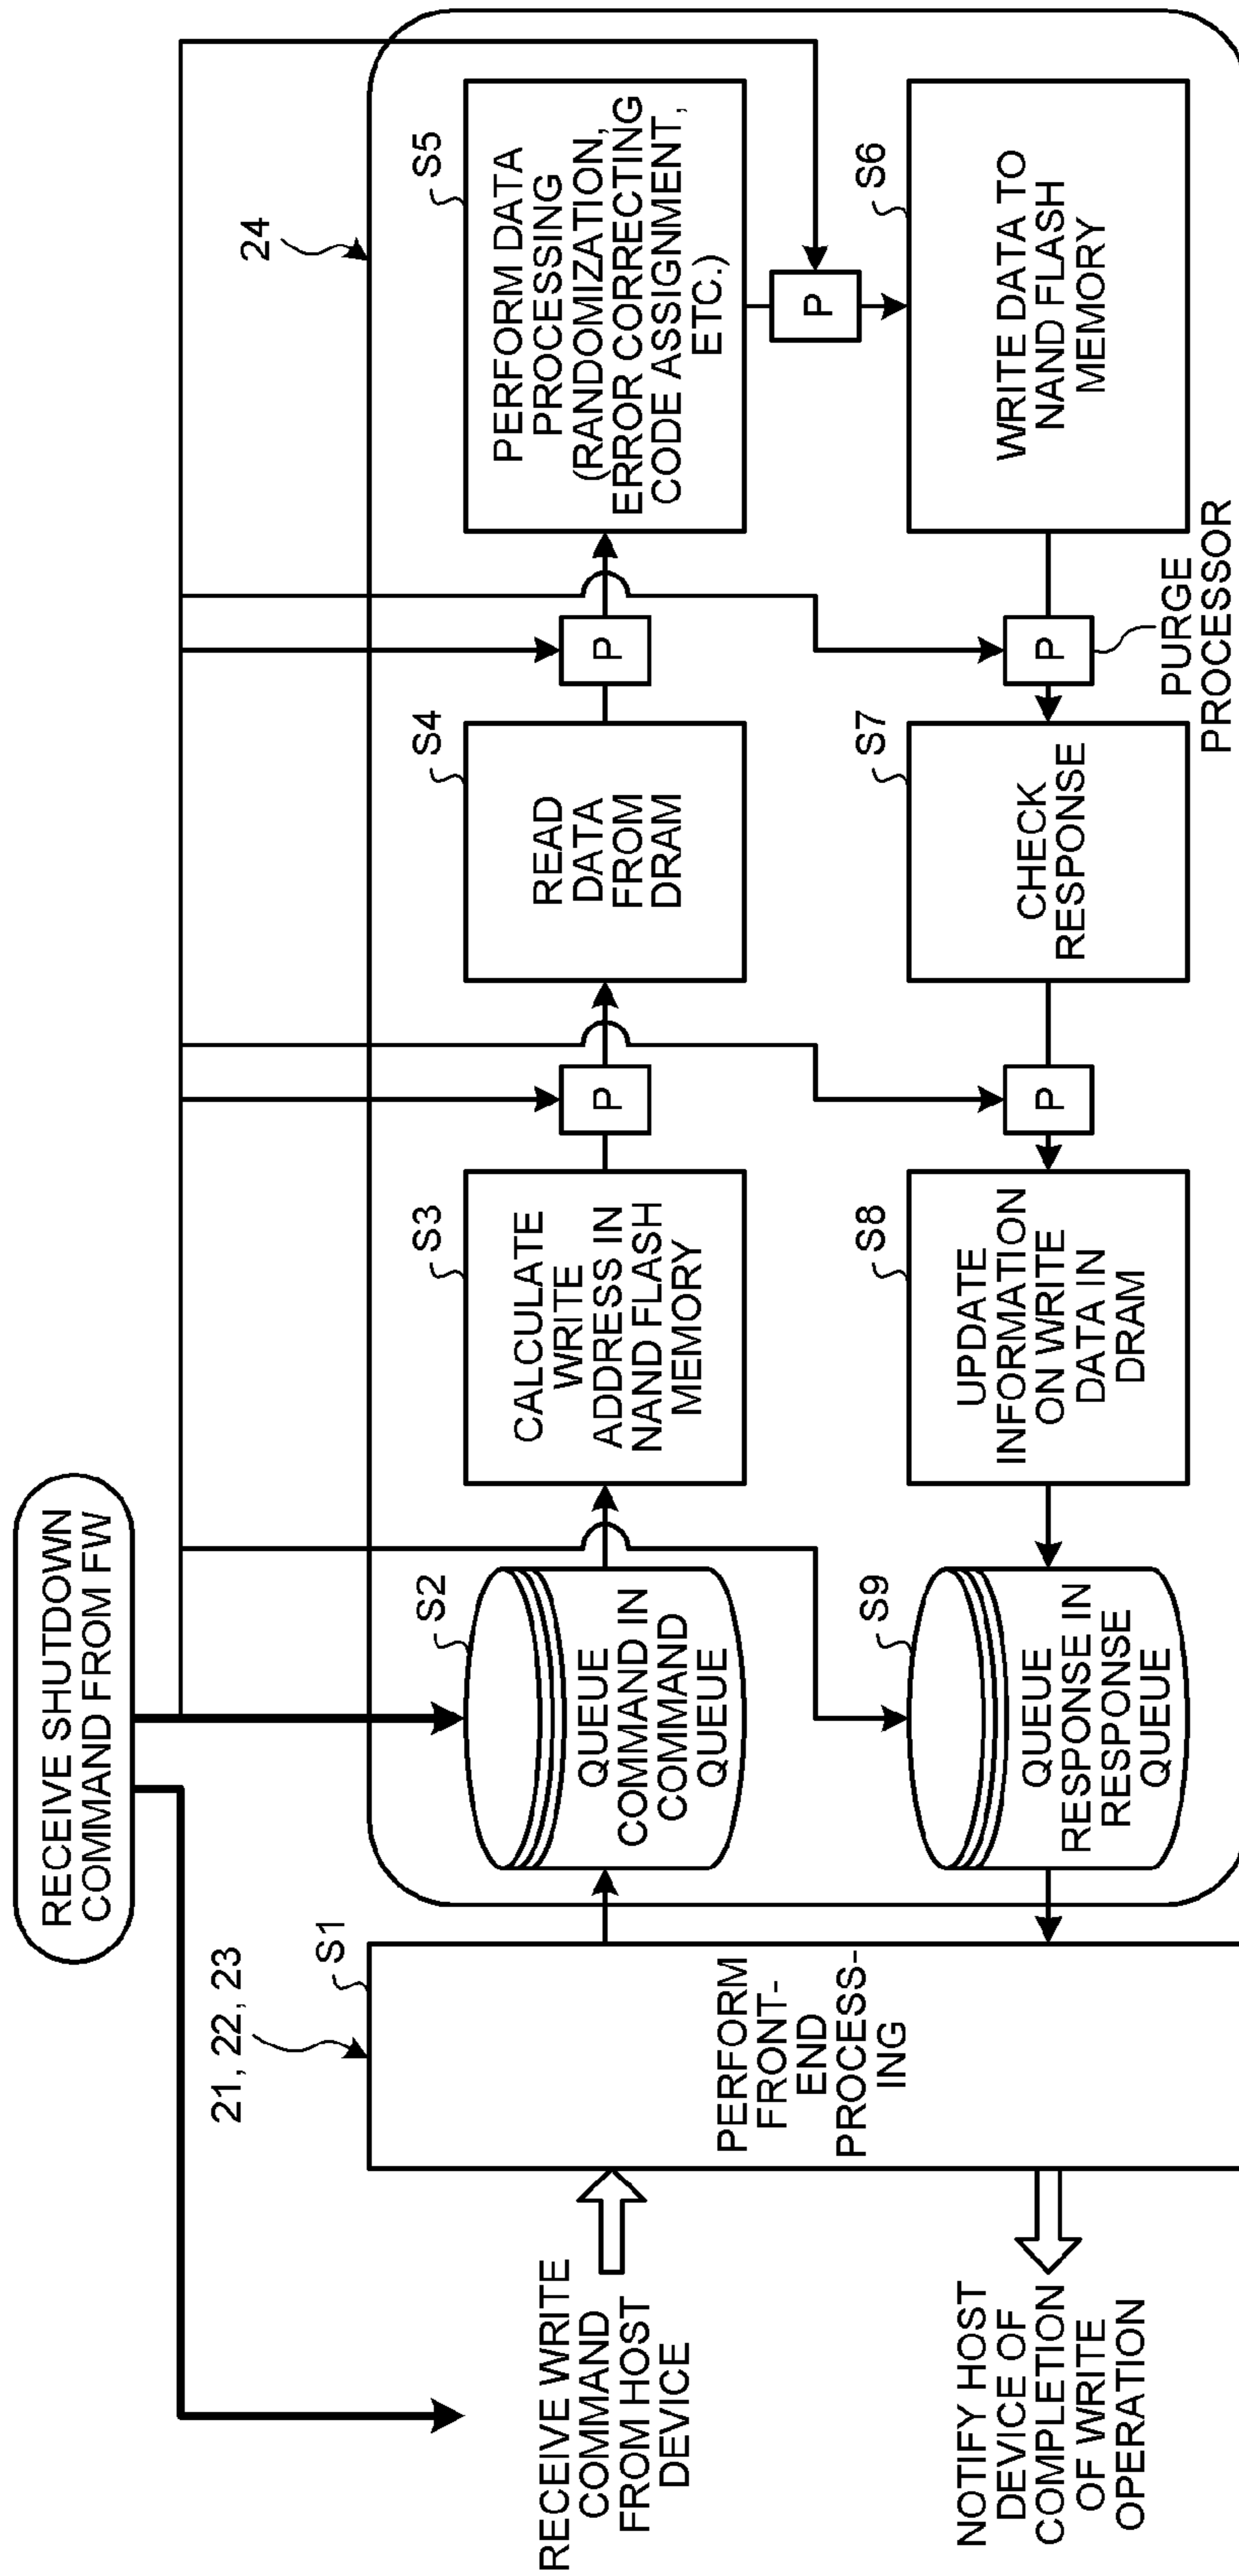 RECEIVE SHUTDOWN
COMMAND FROM FW
21, 22, 23
24
RECEIVE WRITE
COMMAND
FROM HOST
DEVICE
S1
PERFORM
FRONT-
END
PROCESS-
ING
S2
QUEUE
COMMAND IN
COMMAND
QUEUE
S3
CALCULATE
WRITE
ADDRESS IN
NAND FLASH
MEMORY
P
S4
READ
DATA
FROM
DRAM
P
S5
PERFORM DATA
PROCESSING
(RANDOMIZATION,
ERROR CORRECTING
CODE ASSIGNMENT,
ETC.)
P
S6
WRITE DATA TO
NAND FLASH
MEMORY
P
PURGE
PROCESSOR
S7
CHECK
RESPONSE
P
S8
UPDATE
INFORMATION
ON WRITE
DATA IN
DRAM
S9
QUEUE
RESPONSE IN
RESPONSE
QUEUE
NOTIFY HOST
DEVICE OF
COMPLETION
OF WRITE
OPERATION